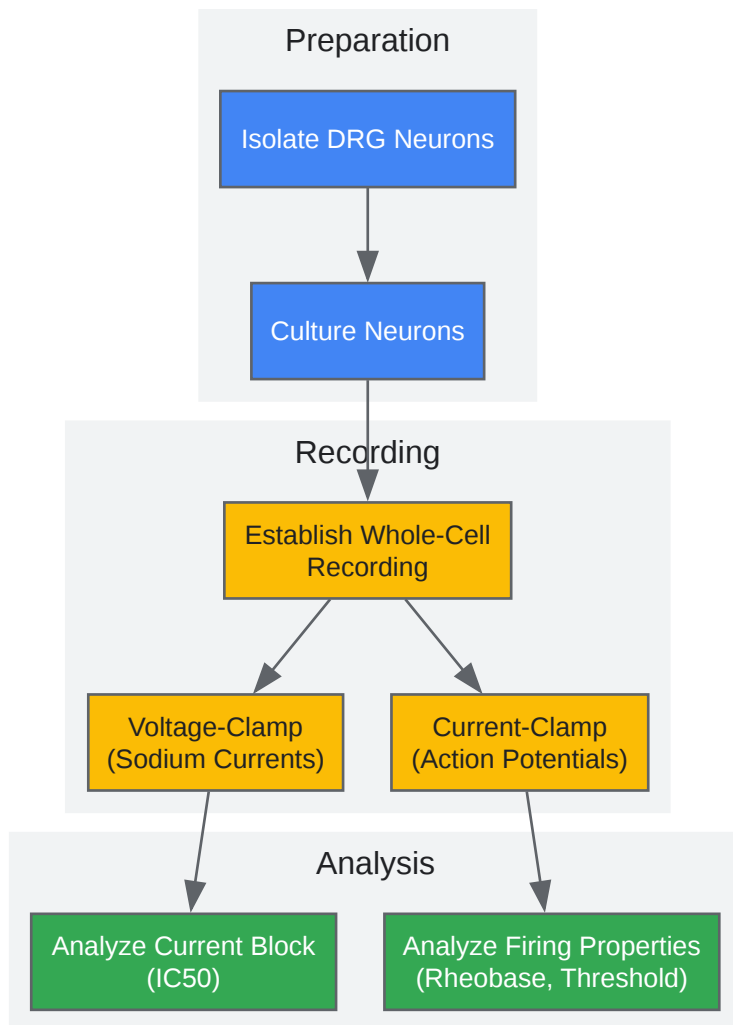 Preparation
Isolate DRG Neurons
Culture Neurons
Recording
Establish Whole-Cell
Recording
Voltage-Clamp
(Sodium Currents)
Current-Clamp
(Action Potentials)
Analysis
Analyze Current Block
(IC50)
Analyze Firing Properties
(Rheobase, Threshold)